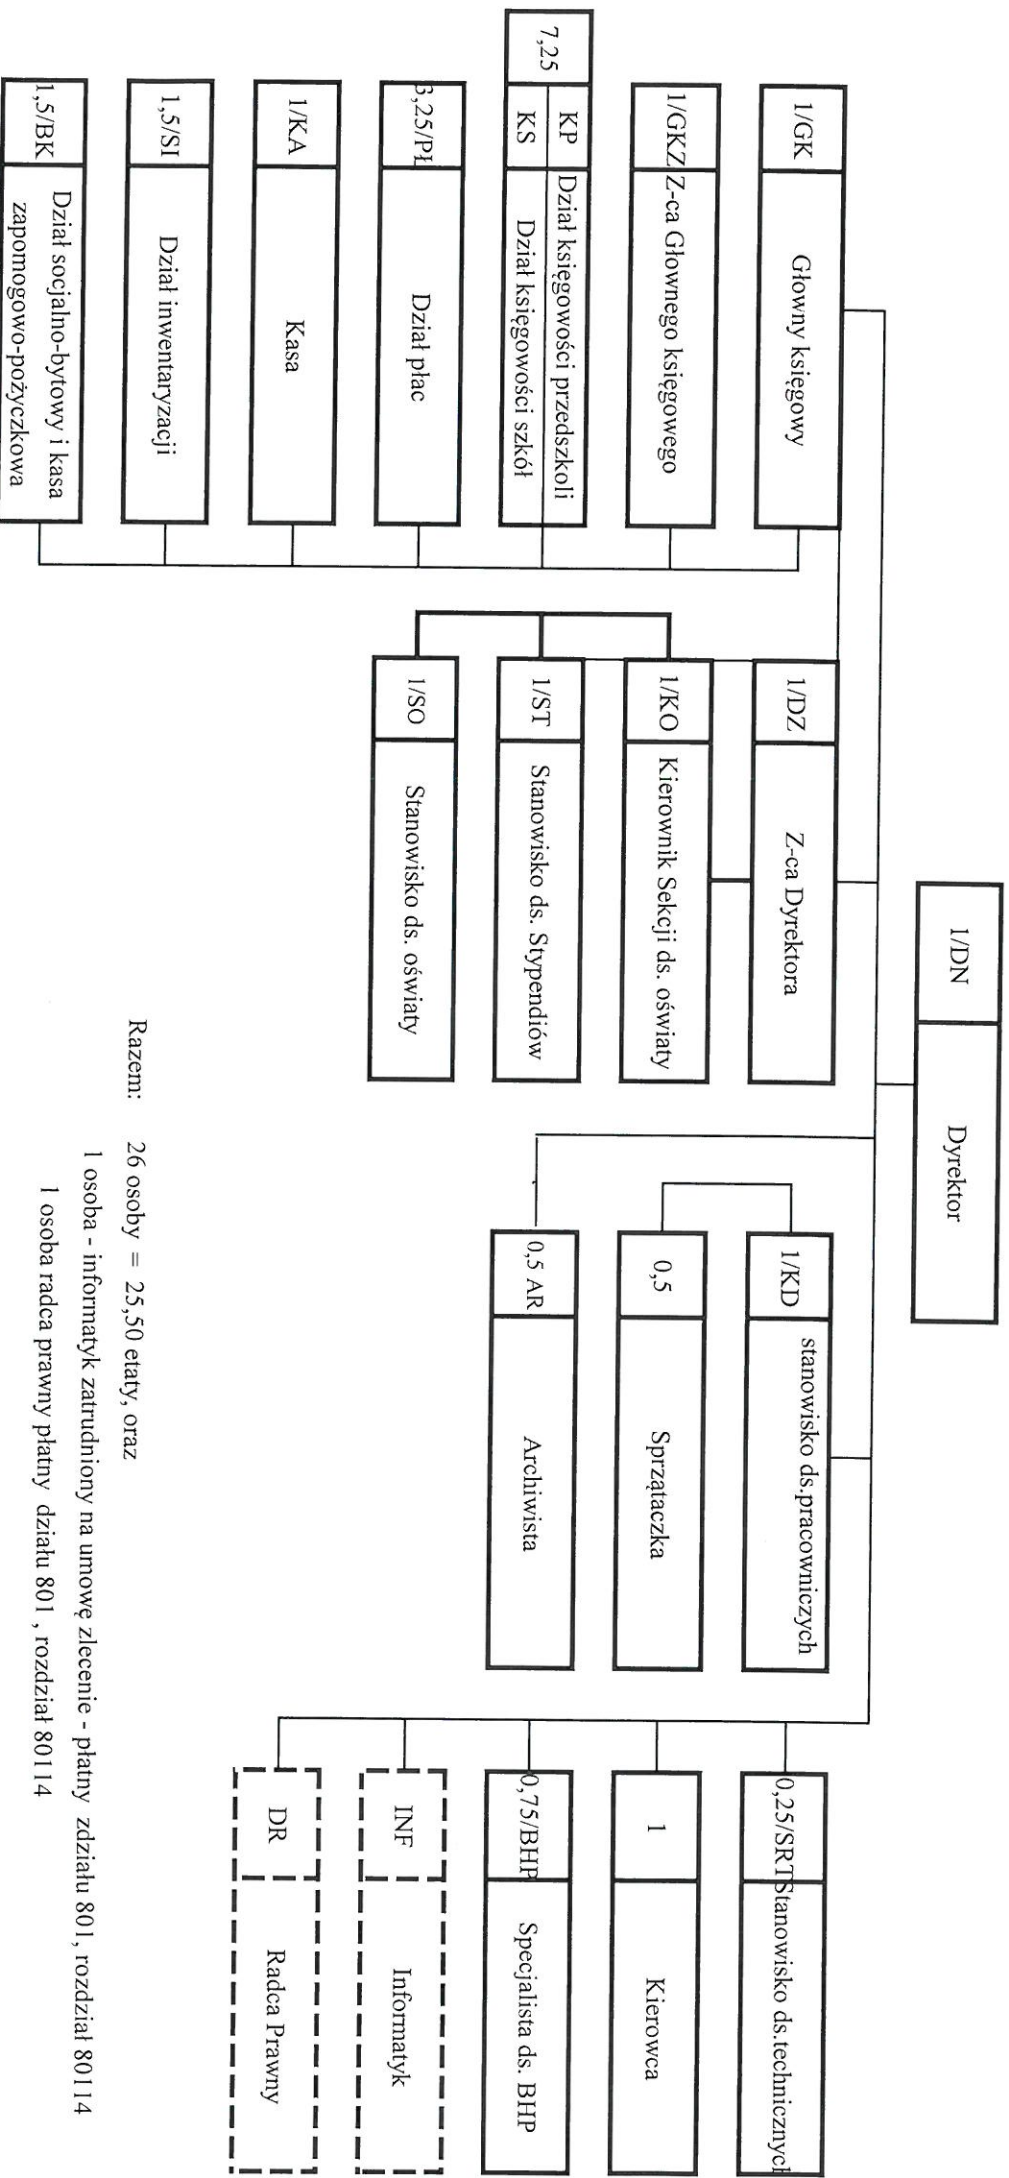 1/DN
Dyrektor
1/GK
Głowny księgowy
1/GKZ
Z-ca Głownego księgowego
7,25
KP
Dział księgowości przedszkoli
KS
Dział księgowości szkół
3,25/PŁ
Dział płac
1/KA
Kasa
1,5/SI
Dział inwentaryzacji
1,5/BK
Dział socjalno-bytowy i kasa
zapomogowo-pożyczkowa
1/DZ
Z-ca Dyrektora
1/KO
Kierownik Sekcji ds. oświaty
1/ST
Stanowisko ds. Stypendiów
1/SO
Stanowisko ds. oświaty
1/KD
stanowisko ds.pracowniczych
0,5
Sprzątaczka
0,5 AR
Archiwista
0,25/SRT
Stanowisko ds.technicznych
1
Kierowca
0,75/BHP
Specjalista ds. BHP
INF
Informatyk
DR
Radca Prawny
Razem: 26 osoby = 25,50 etaty, oraz
1 osoba - informatyk zatrudniony na umowę zlecenie - płatny zdziału 801, rozdział 80114
1 osoba radca prawny płatny działu 801 , rozdział 80114